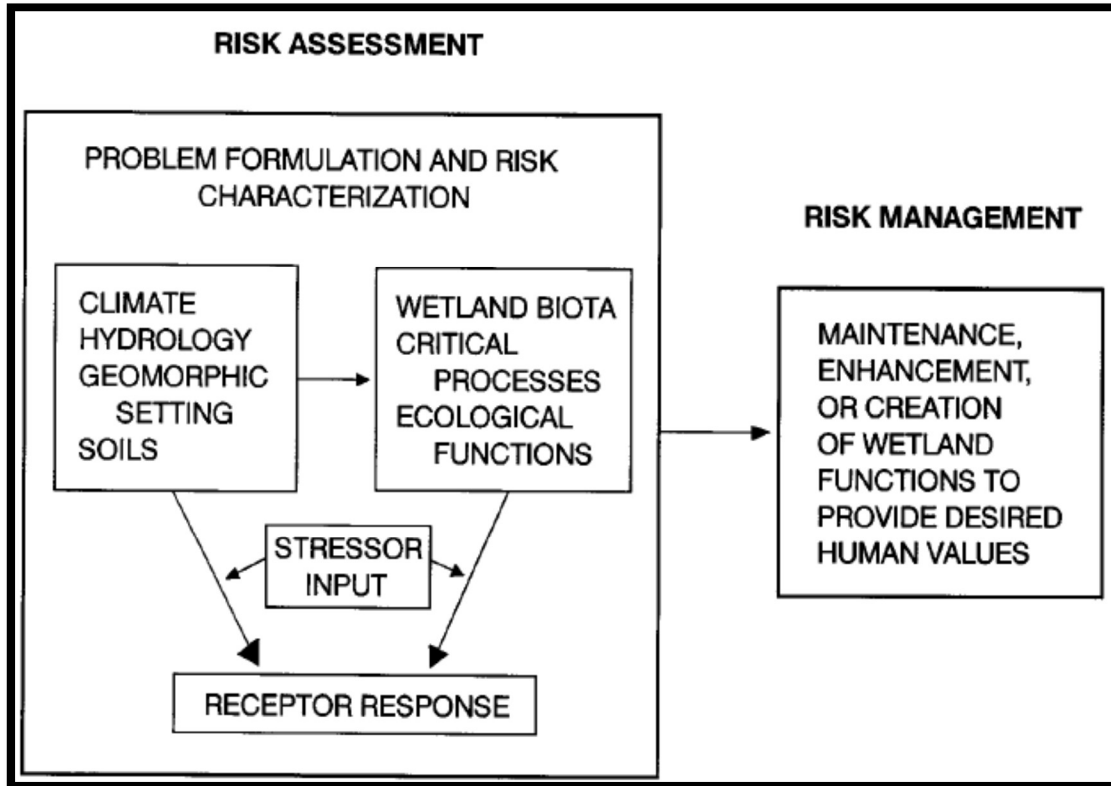 RISK ASSESSMENT
PROBLEM FORMULATION AND RISK
CHARACTERIZATION
CLIMATE
HYDROLOGY
GEOMORPHIC
SETTING
SOILS
WETLAND BIOTA
CRITICAL
PROCESSES
ECOLOGICAL
FUNCTIONS
STRESSOR
INPUT
RECEPTOR RESPONSE
RISK MANAGEMENT
MAINTENANCE,
ENHANCEMENT,
OR CREATION
OF WETLAND
FUNCTIONS TO
PROVIDE DESIRED
HUMAN VALUES